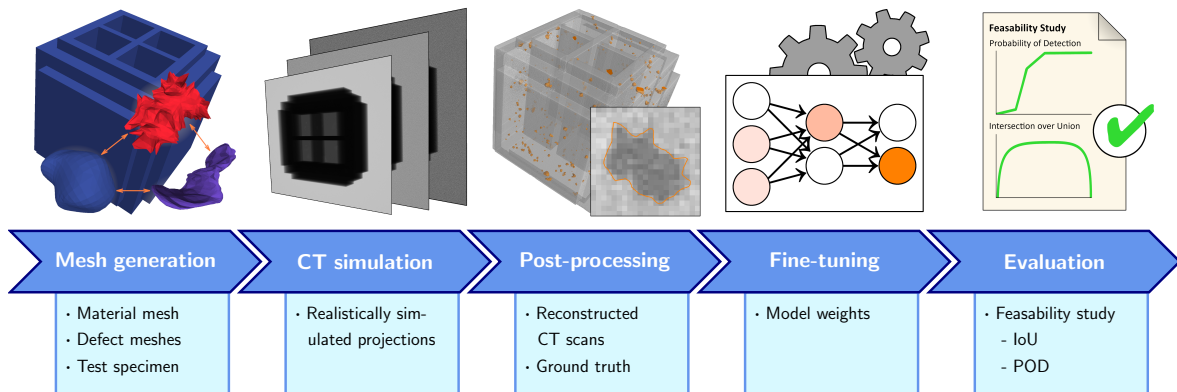 Feasability Study
Probability of Detection
Intersection over Union
Mesh generation
CT simulation
Post-processing
Fine-tuning
Evaluation
· Material mesh
· Defect meshes
· Test specimen
· Realistically sim-
ulated projections
· Reconstructed
CT scans
· Ground truth
· Model weights
· Feasability study
- IoU
- POD